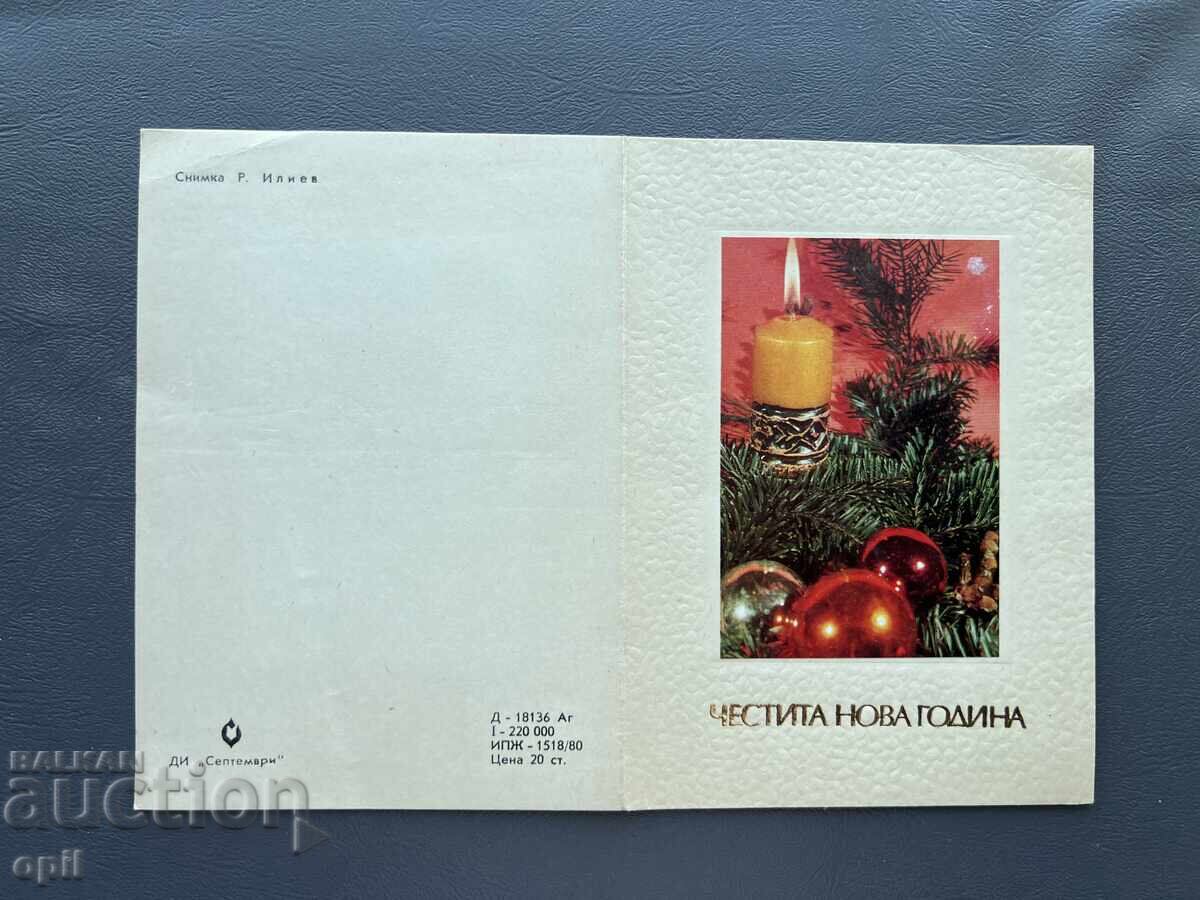 Снимка Р. Илиев
ДИ „Септември"
Д - 18136 Аг
I - 220 000
ИПЖ - 1518/80
Цена 20 ст.
ЧЕСТИТА НОВА ГОДИНА
BALKAN
auction
opil